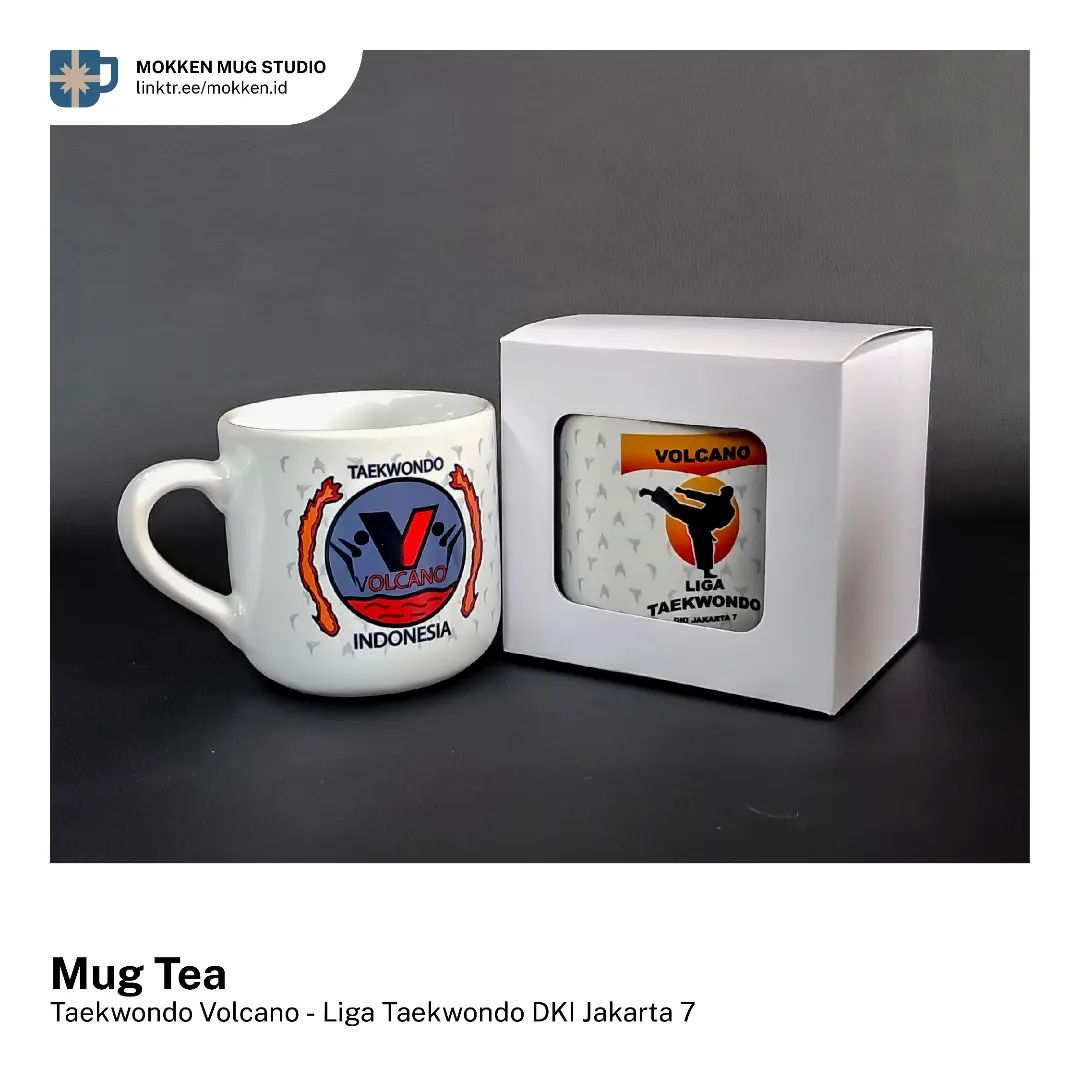 MOKKEN MUG STUDIO
linktr.ee/mokken.id
TAEKWONDO
V
VOLCANO
INDONESIA
VOLCANO
LIGA
TAEKWONDO
DKI JAKARTA 7
Mug Tea
Taekwondo Volcano - Liga Taekwondo DKI Jakarta 7